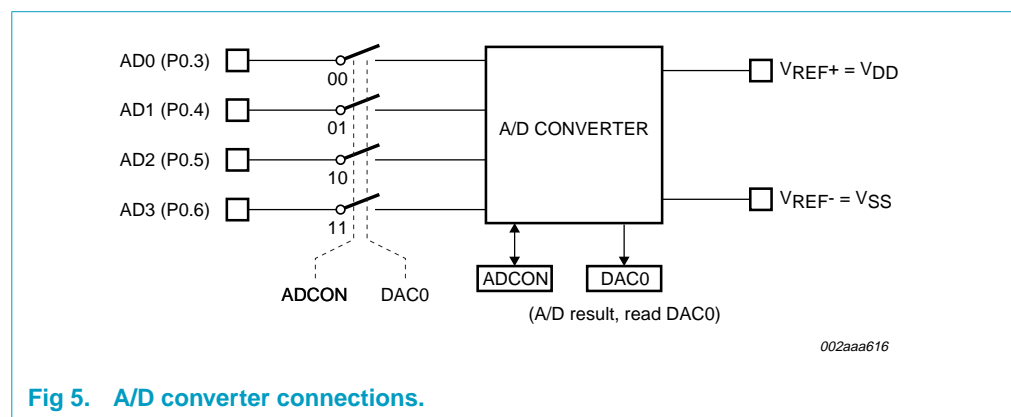 AD0 (P0.3)
00
AD1 (P0.4)
01
AD2 (P0.5)
10
AD3 (P0.6)
11
ADCON
DAC0
A/D CONVERTER
VREF+ = VDD
VREF- = VSS
ADCON
DAC0
(A/D result, read DAC0)
002aaa616
Fig 5. A/D converter connections.